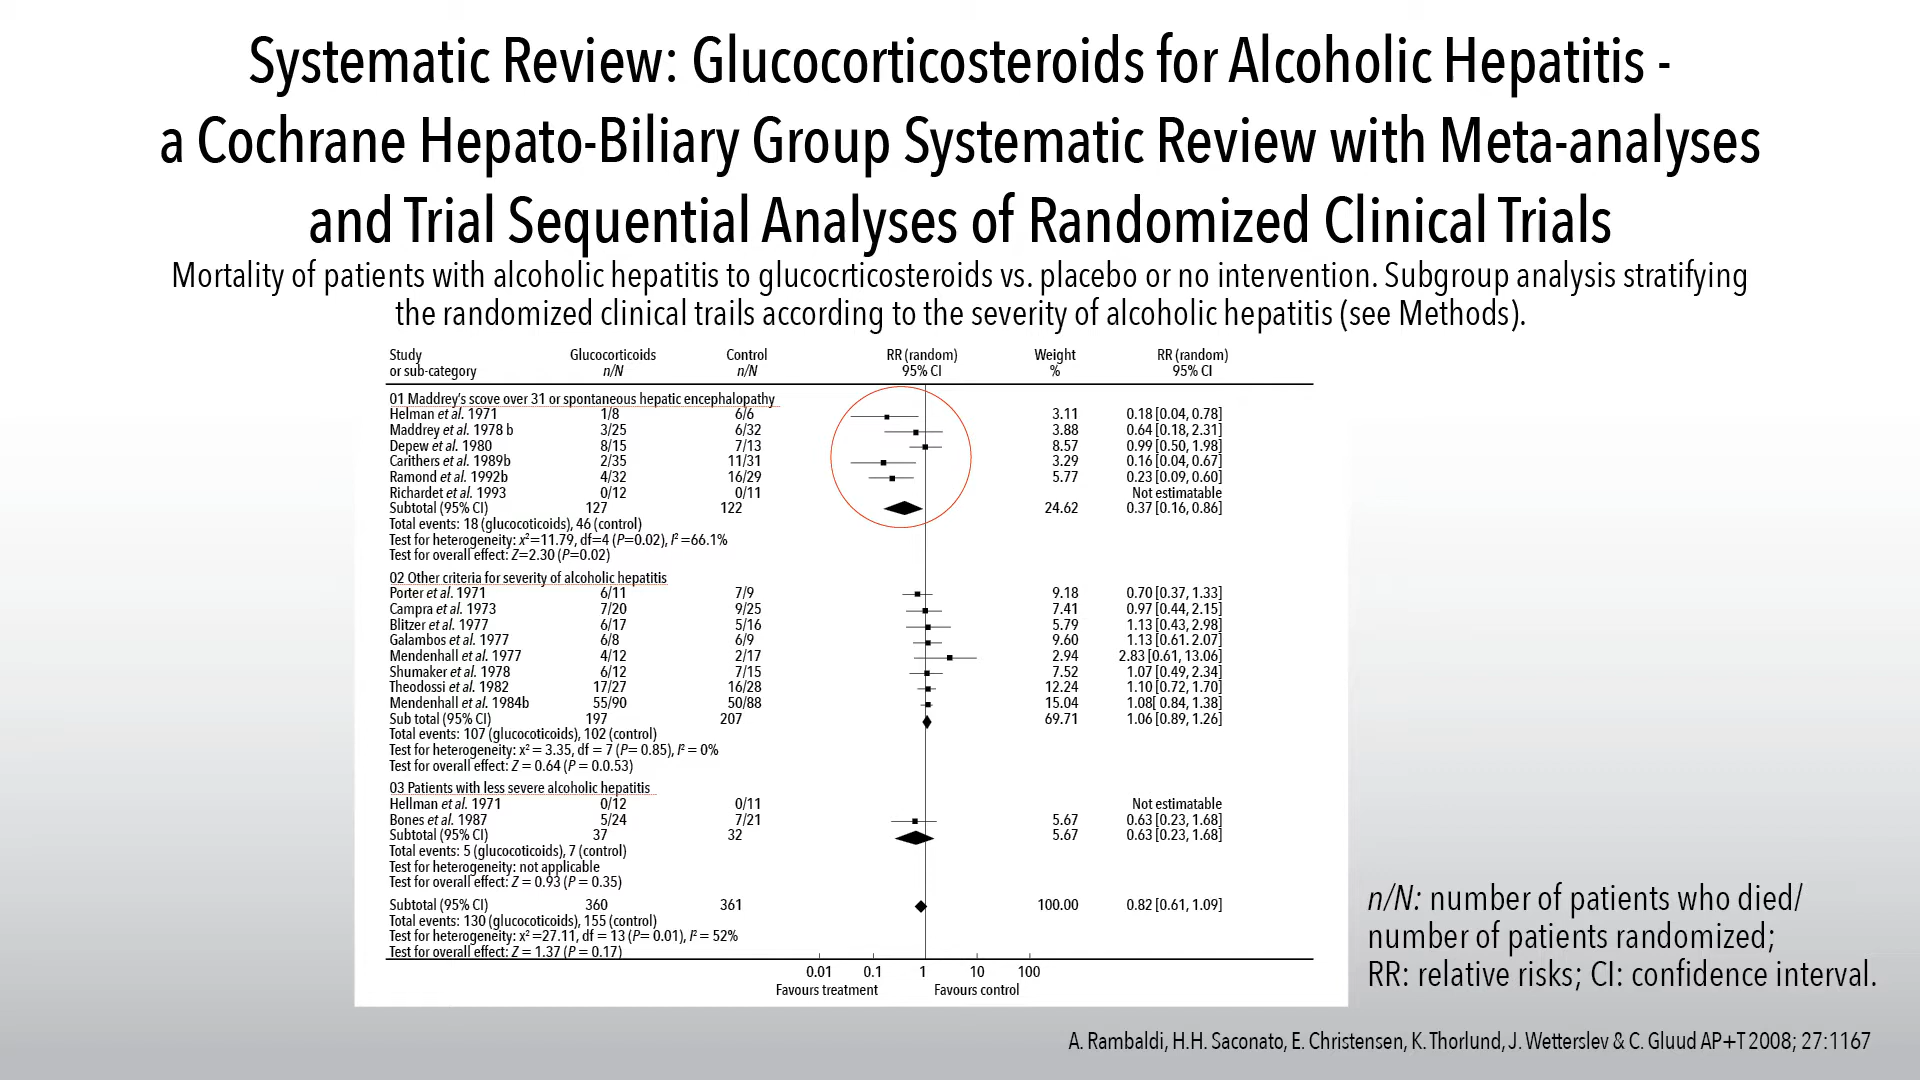 Systematic Review: Glucocorticosteroids for Alcoholic Hepatitis -
a Cochrane Hepato-Biliary Group Systematic Review with Meta-analyses
and Trial Sequential Analyses of Randomized Clinical Trials
Mortality of patients with alcoholic hepatitis to glucocrticosteroids vs. placebo or no intervention. Subgroup analysis stratifying
the randomized clinical trails according to the severity of alcoholic hepatitis (see Methods).
Study Glucocorticoids Control RR (random) Weight RR (random)
or sub-category n/N n/N 95% CI % 95% CI
01 Maddrey's scove over 31 or spontaneous hepatic encephalopathy
Helman et al. 1971 1/8 6/6 3.11 0.18 [0.04, 0.78]
Maddrey et al. 1978 b 3/25 6/32 3.88 0.64 [0.18, 2.31]
Depew et al. 1980 8/15 7/13 8.57 0.99 [0.50, 1.98]
Carithers et al. 1989b 2/35 11/31 3.29 0.16 [0.04, 0.67]
Ramond et al. 1992b 4/32 16/29 5.77 0.23 [0.09, 0.60]
Richardet et al. 1993 0/12 0/11 Not estimatable
Subtotal (95% CI) 127 122 24.62 0.37 [0.16, 0.86]
Total events: 18 (glucocoticoids), 46 (control)
Test for heterogeneity: x²=11.79, df=4 (P=0.02), I² =66.1%
Test for overall effect: Z=2.30 (P=0.02)
02 Other criteria for severity of alcoholic hepatitis
Porter et al. 1971 6/11 7/9 9.18 0.70 [0.37, 1.33]
Campra et al. 1973 7/20 9/25 7.41 0.97 [0.44, 2.15]
Blitzer et al. 1977 6/17 5/16 5.79 1.13 [0.43, 2.98]
Galambos et al. 1977 6/8 6/9 9.60 1.13 [0.61. 2.07]
Mendenhall et al. 1977 4/12 2/17 2.94 2.83 [0.61, 13.06]
Shumaker et al. 1978 6/12 7/15 7.52 1.07 [0.49, 2.34]
Theodossi et al. 1982 17/27 16/28 12.24 1.10 [0.72, 1.70]
Mendenhall et al. 1984b 55/90 50/88 15.04 1.08[ 0.84, 1.38]
Sub total (95% CI) 197 207 69.71 1.06 [0.89, 1.26]
Total events: 107 (glucocoticoids), 102 (control)
Test for heterogeneity: x² = 3.35, df = 7 (P= 0.85), I² = 0%
Test for overall effect: Z = 0.64 (P = 0.0.53)
03 Patients with less severe alcoholic hepatitis
Hellman et al. 1971 0/12 0/11 Not estimatable
Bones et al. 1987 5/24 7/21 5.67 0.63 [0.23, 1.68]
Subtotal (95% CI) 37 32 5.67 0.63 [0.23, 1.68]
Total events: 5 (glucocoticoids), 7 (control)
Test for heterogeneity: not applicable
Test for overall effect: Z = 0.93 (P = 0.35)
Subtotal (95% CI) 360 361 100.00 0.82 [0.61, 1.09]
Total events: 130 (glucocoticoids), 155 (control)
Test for heterogeneity: x² =27.11, df = 13 (P= 0.01), I² = 52%
Test for overall effect: Z = 1.37 (P = 0.17)
0.01 0.1 1 10 100
Favours treatment Favours control
n/N: number of patients who died/
number of patients randomized;
RR: relative risks; CI: confidence interval.
A. Rambaldi, H.H. Saconato, E. Christensen, K. Thorlund, J. Wetterslev & C. Gluud AP+T 2008; 27:1167